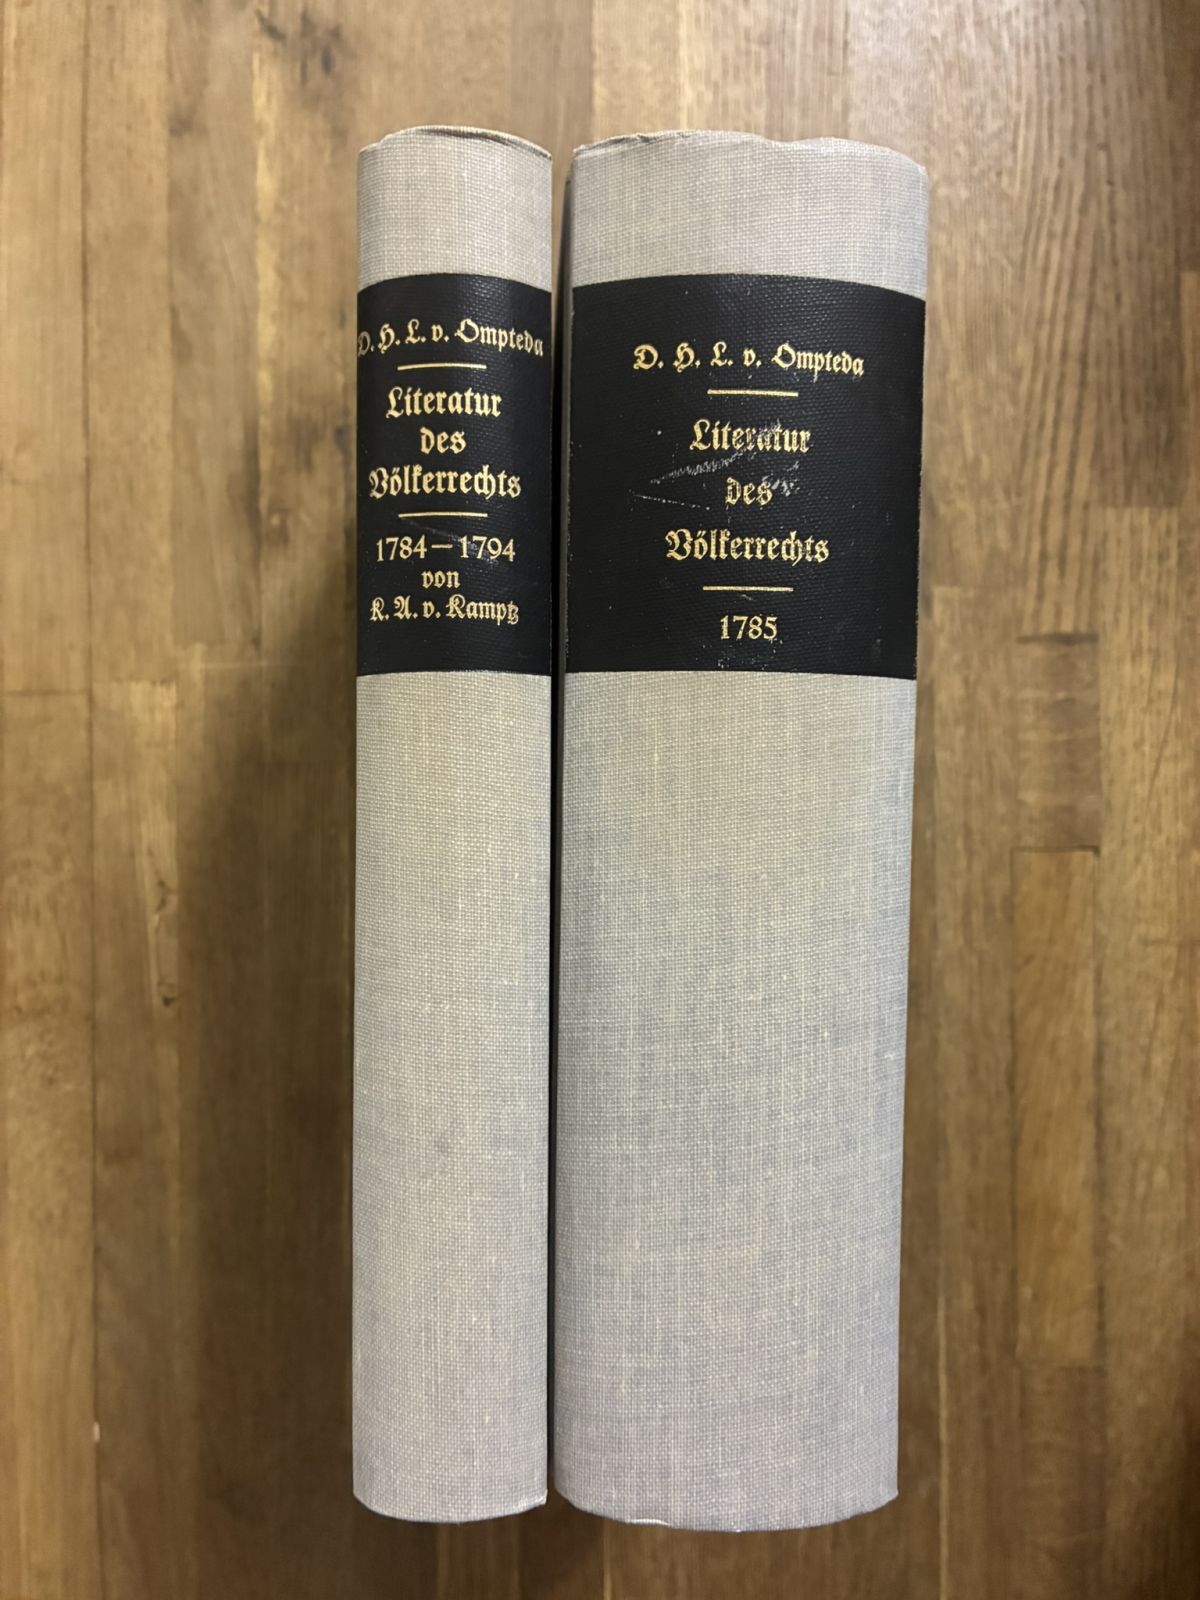 D. H. L. v. Ompteda
Literatur
des
Völkerrechts
1784—1794
von
K. A. v. Kamptz
D. H. L. v. Ompteda
Literatur
des
Völkerrechts
1785